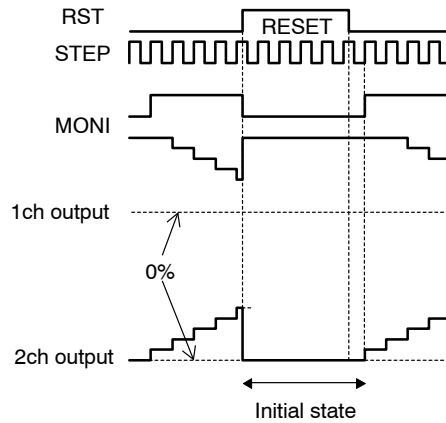 RST
RESET
STEP
MONI
1ch output
0%
2ch output
Initial state